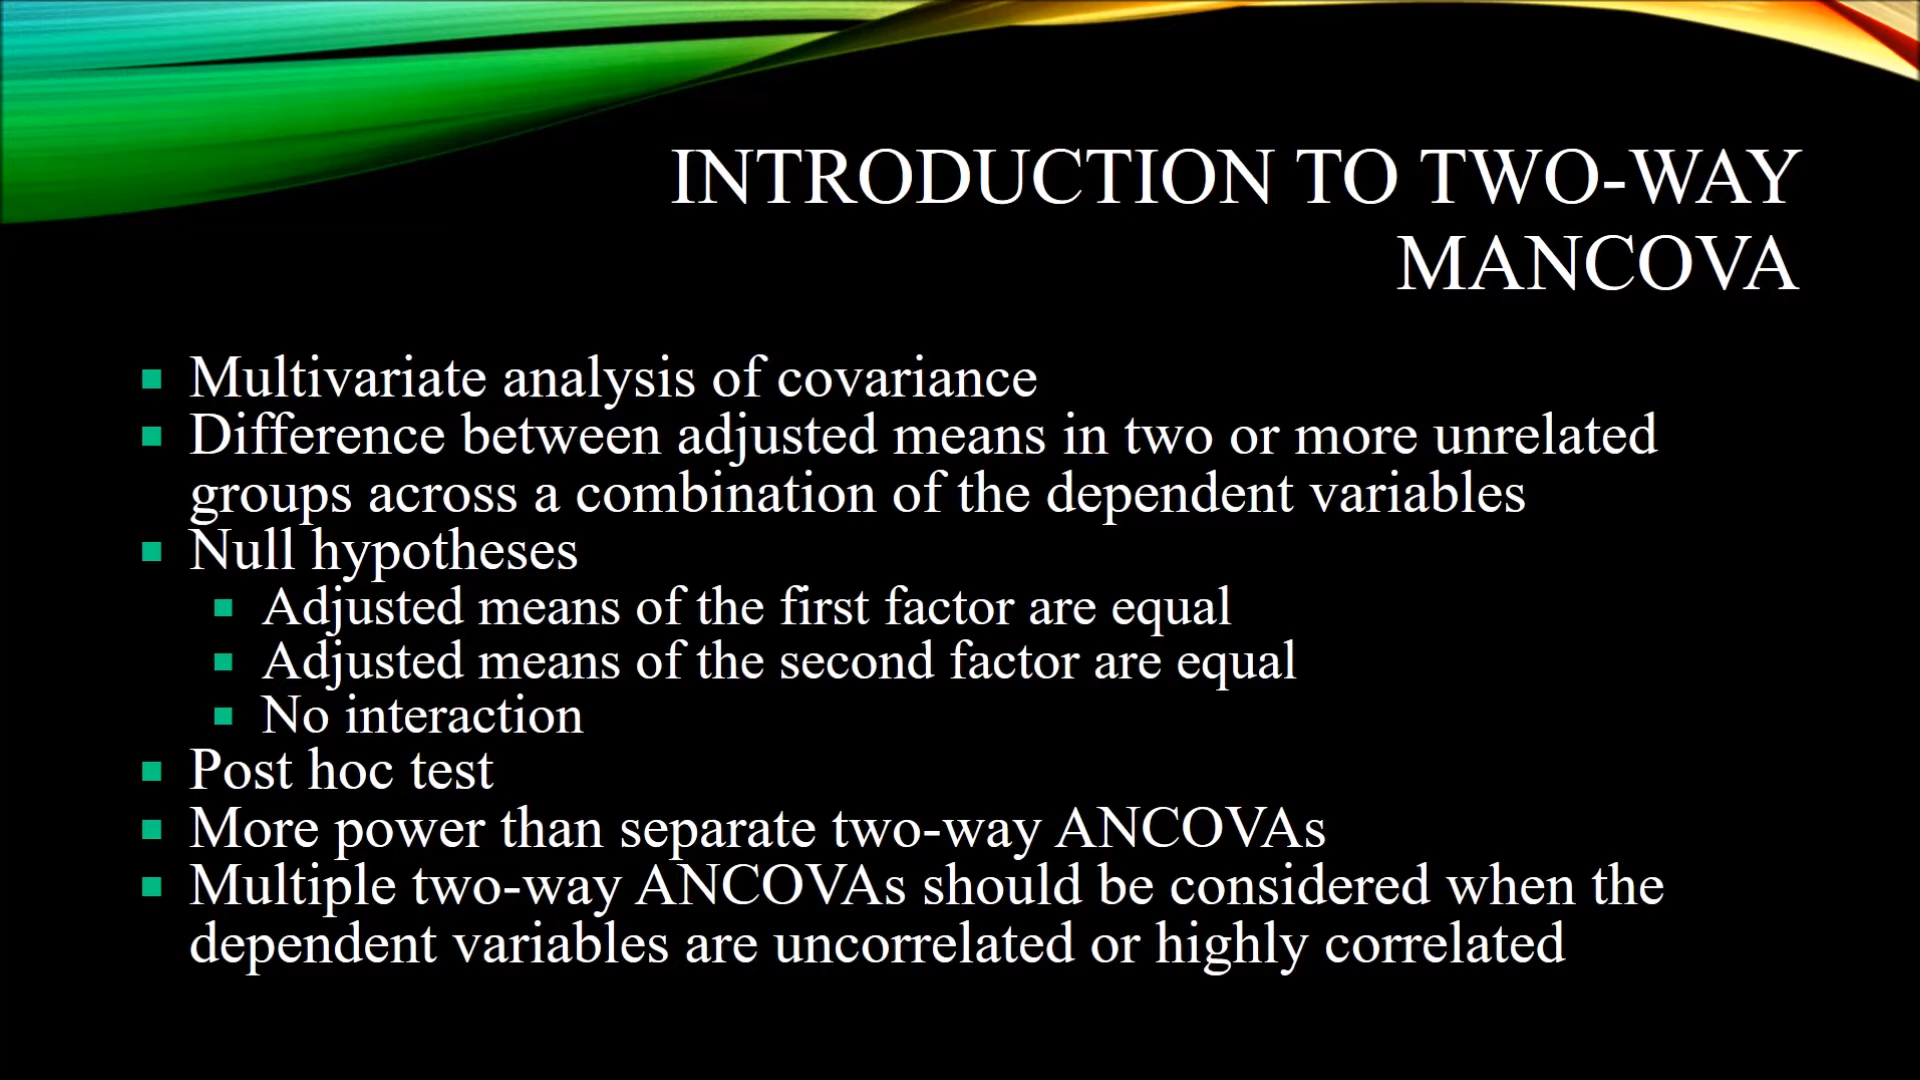 INTRODUCTION TO TWO-WAY
MANCOVA
Multivariate analysis of covariance
Difference between adjusted means in two or more unrelated
groups across a combination of the dependent variables
Null hypotheses
Adjusted means of the first factor are equal
Adjusted means of the second factor are equal
No interaction
Post hoc test
More power than separate two-way ANCOVAs
Multiple two-way ANCOVAs should be considered when the
dependent variables are uncorrelated or highly correlated